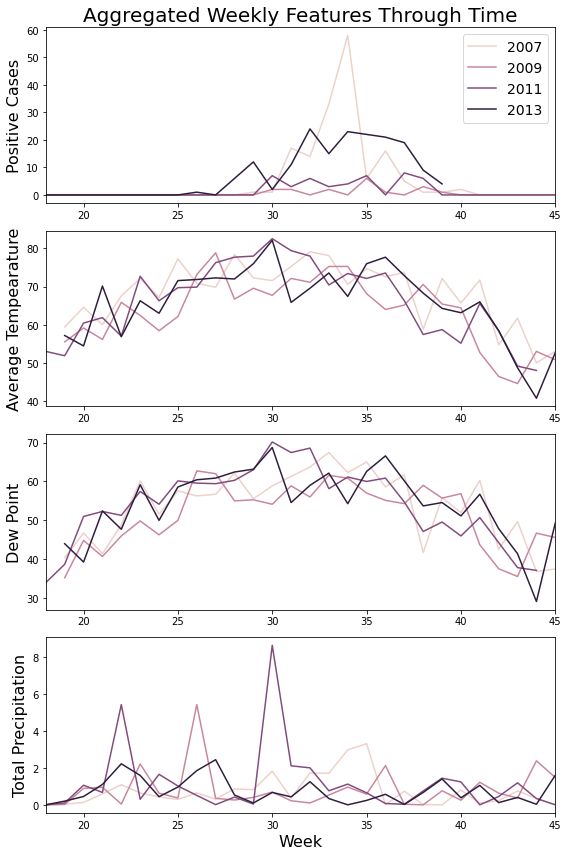 Aggregated Weekly Features Through Time
Positive Cases
60
50
40
30
20
10
0
2007
2009
2011
2013
20 25 30 35 40 45
Average Tempearature
80
70
60
50
40
20 25 30 35 40 45
Dew Point
70
60
50
40
30
20 25 30 35 40 45
Total Precipitation
8
6
4
2
0
20 25 30 35 40 45
Week